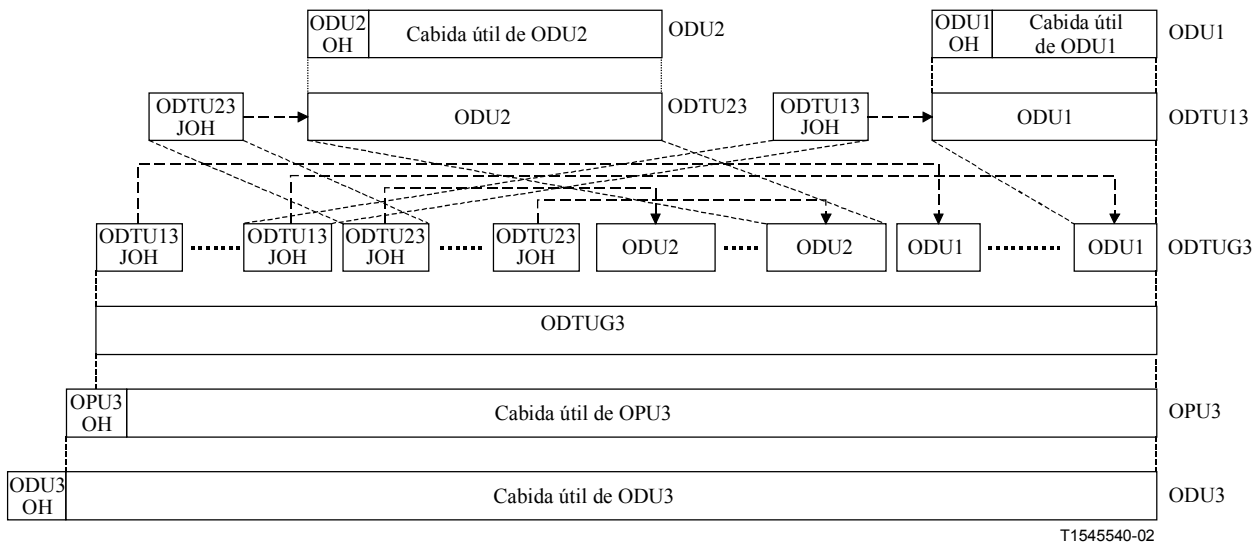 ODU2
OH
Cabida útil de ODU2
ODU2
ODU1
OH
Cabida útil
de ODU1
ODU1
ODTU23
JOH
ODU2
ODTU23
ODTU13
JOH
ODU1
ODTU13
ODTU13
JOH
ODTU13
JOH
ODTU23
JOH
ODTU23
JOH
ODU2
ODU2
ODU1
ODU1
ODTUG3
ODTUG3
OPU3
OH
Cabida útil de OPU3
OPU3
ODU3
OH
Cabida útil de ODU3
ODU3
T1545540-02